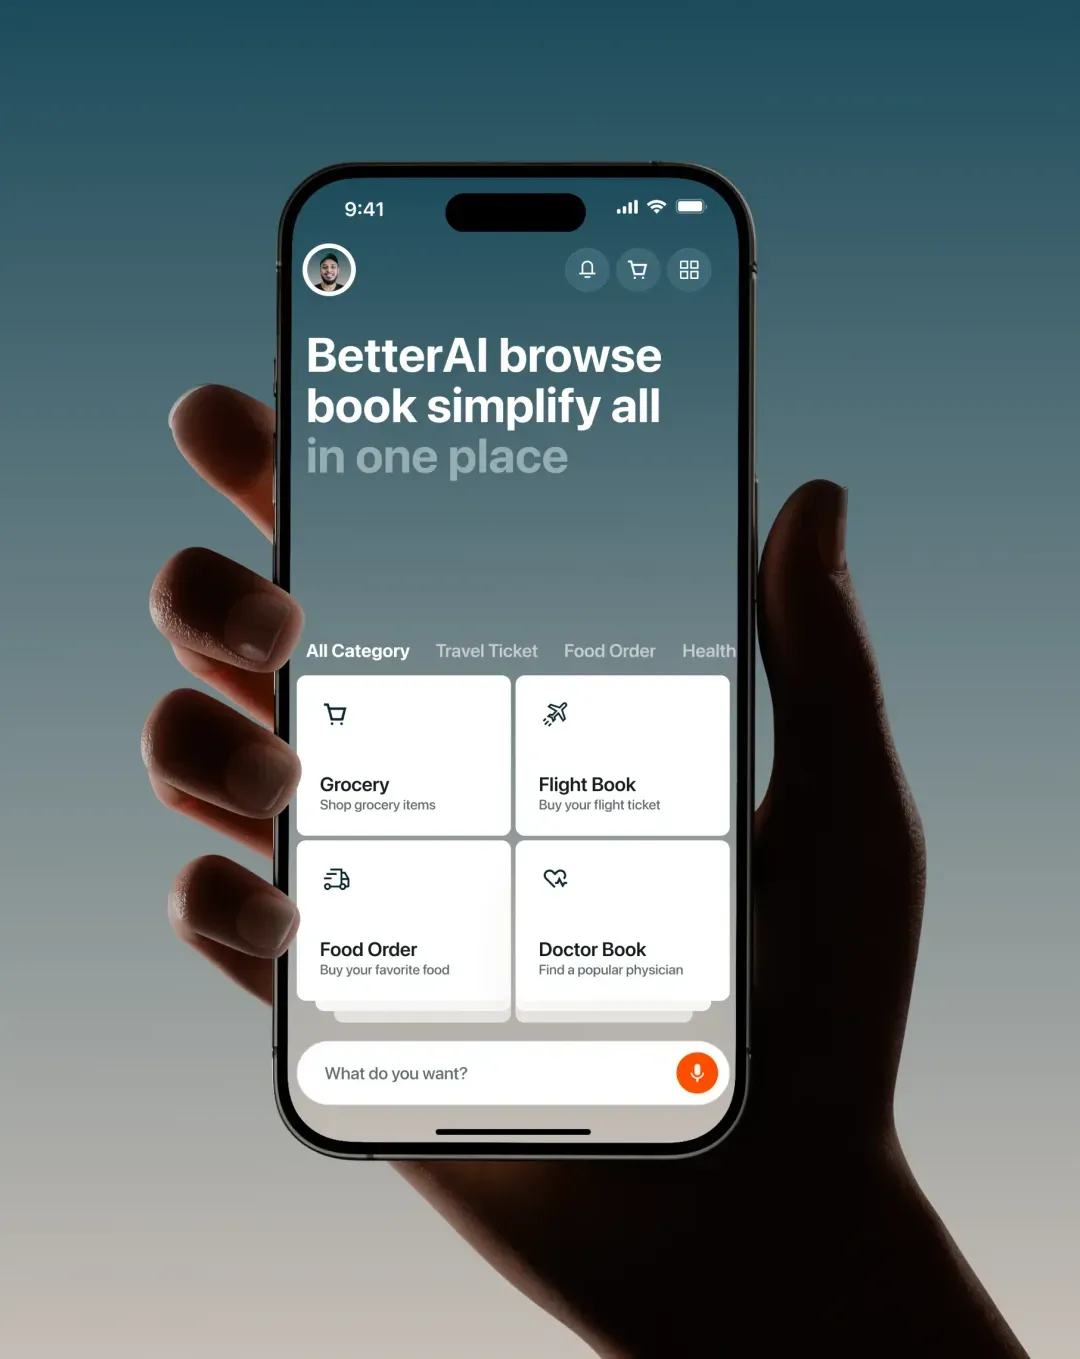 9:41
BetterAI browse
book simplify all
in one place
All Category Travel Ticket Food Order Health
Grocery
Shop grocery items
Flight Book
Buy your flight ticket
Food Order
Buy your favorite food
Doctor Book
Find a popular physician
What do you want?